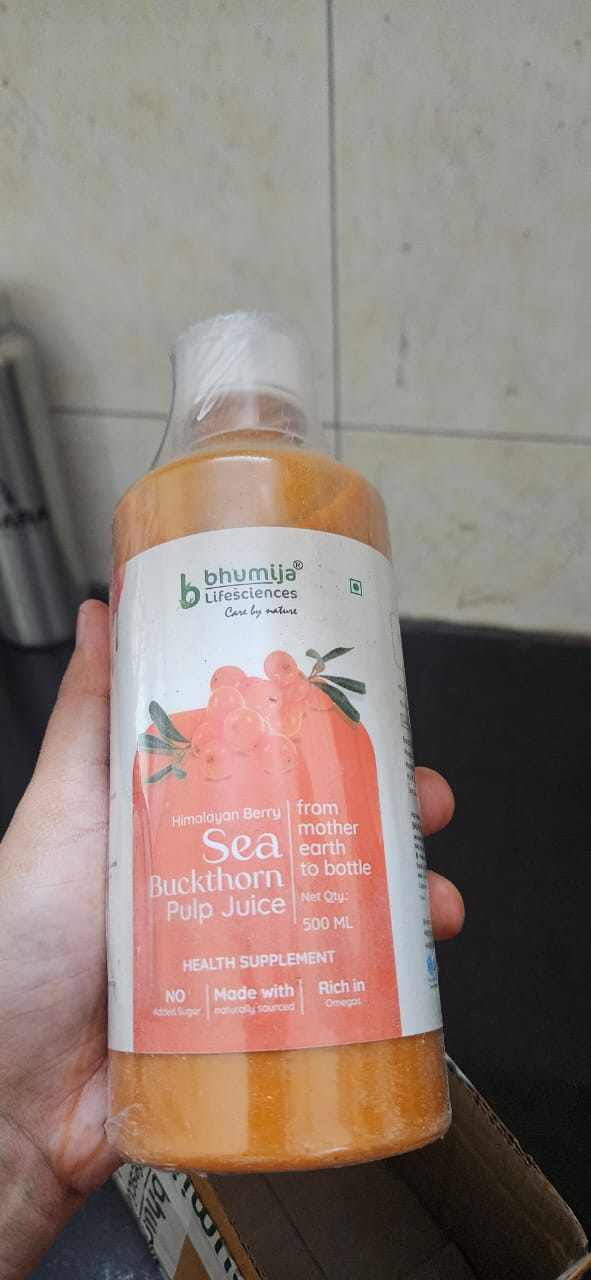 bhumija®
Lifesciences
Care by nature
Himalayan Berry
Sea
Buckthorn
Pulp Juice
from
mother
earth
to bottle
Net Qty.:
500 ML
HEALTH SUPPLEMENT
NO
Added Sugar
Made with
naturally sourced
Rich in
Omegas